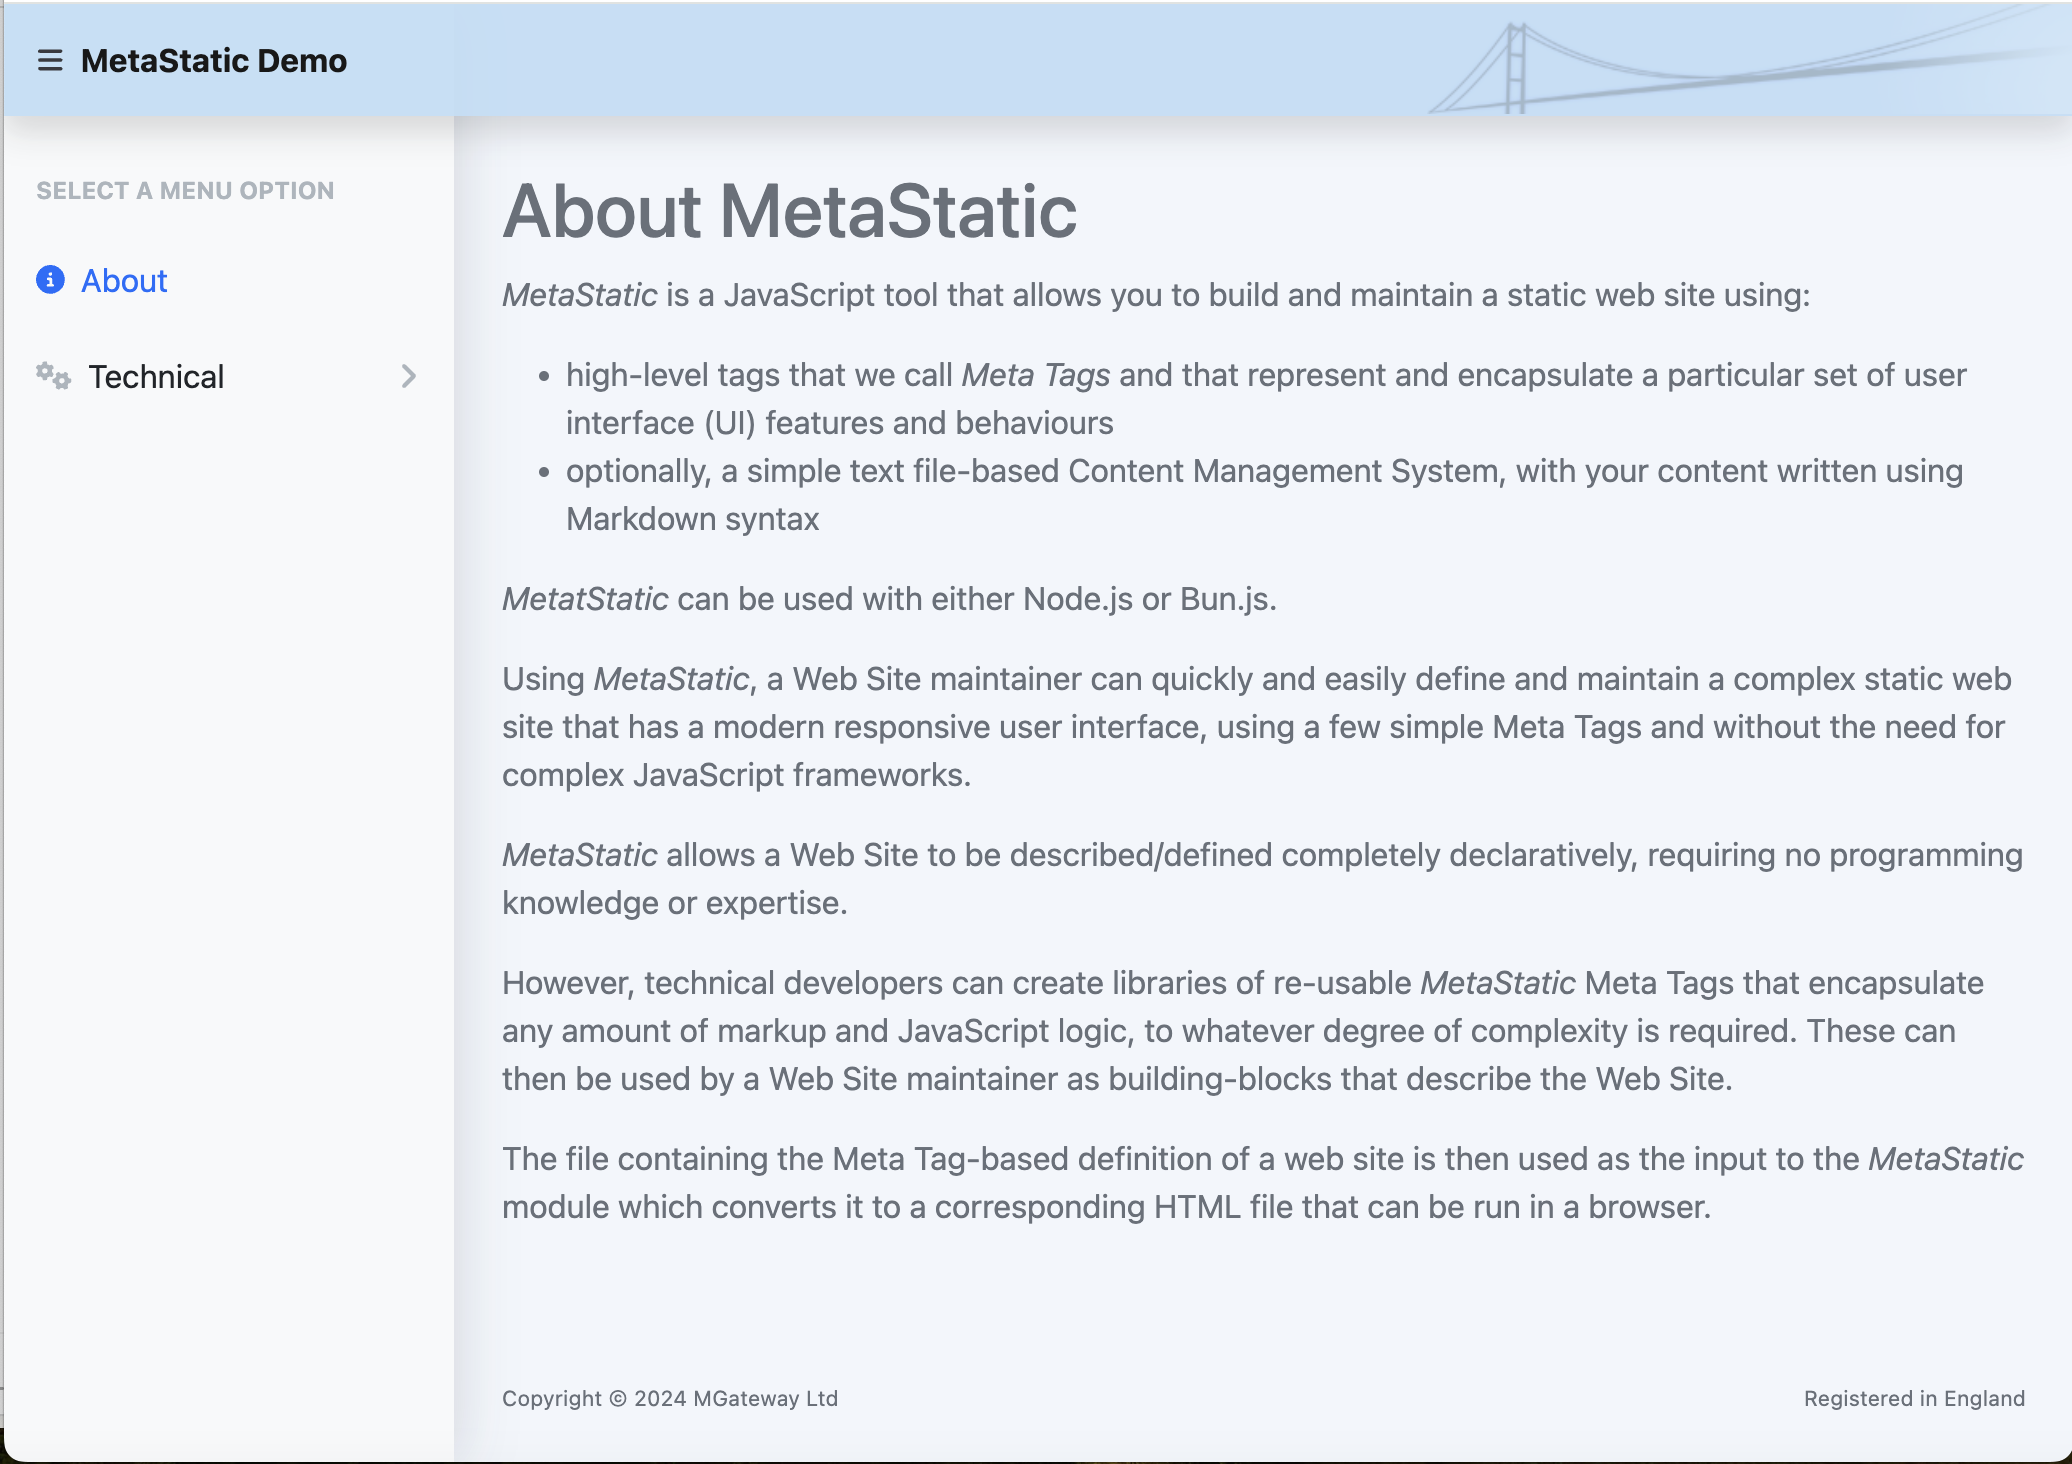 MetaStatic Demo
SELECT A MENU OPTION
About
Technical
About MetaStatic
MetaStatic is a JavaScript tool that allows you to build and maintain a static web site using:
• high-level tags that we call Meta Tags and that represent and encapsulate a particular set of user
interface (UI) features and behaviours
• optionally, a simple text file-based Content Management System, with your content written using
Markdown syntax
MetatStatic can be used with either Node.js or Bun.js.
Using MetaStatic, a Web Site maintainer can quickly and easily define and maintain a complex static web
site that has a modern responsive user interface, using a few simple Meta Tags and without the need for
complex JavaScript frameworks.
MetaStatic allows a Web Site to be described/defined completely declaratively, requiring no programming
knowledge or expertise.
However, technical developers can create libraries of re-usable MetaStatic Meta Tags that encapsulate
any amount of markup and JavaScript logic, to whatever degree of complexity is required. These can
then be used by a Web Site maintainer as building-blocks that describe the Web Site.
The file containing the Meta Tag-based definition of a web site is then used as the input to the MetaStatic
module which converts it to a corresponding HTML file that can be run in a browser.
Copyright © 2024 MGateway Ltd
Registered in England